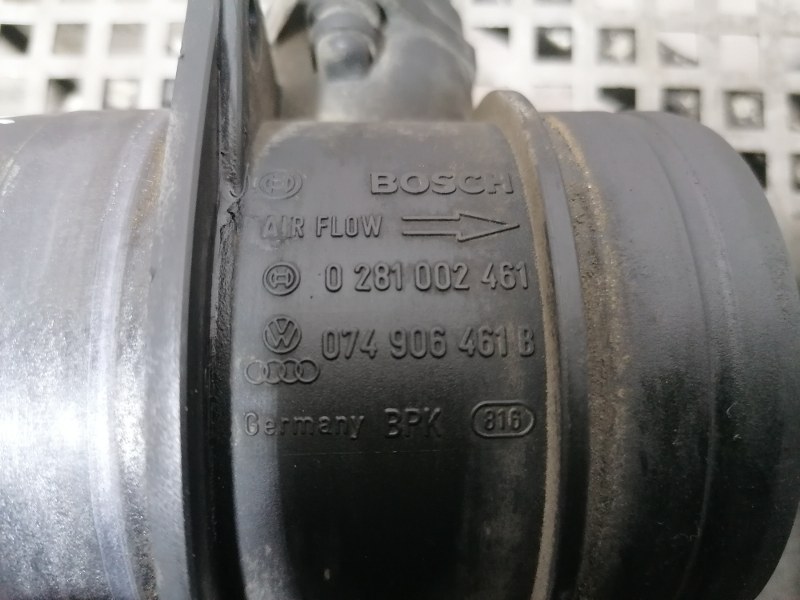 BOSCH
AIR FLOW
0 281 002 461
074 906 461 B
Germany BPK 816